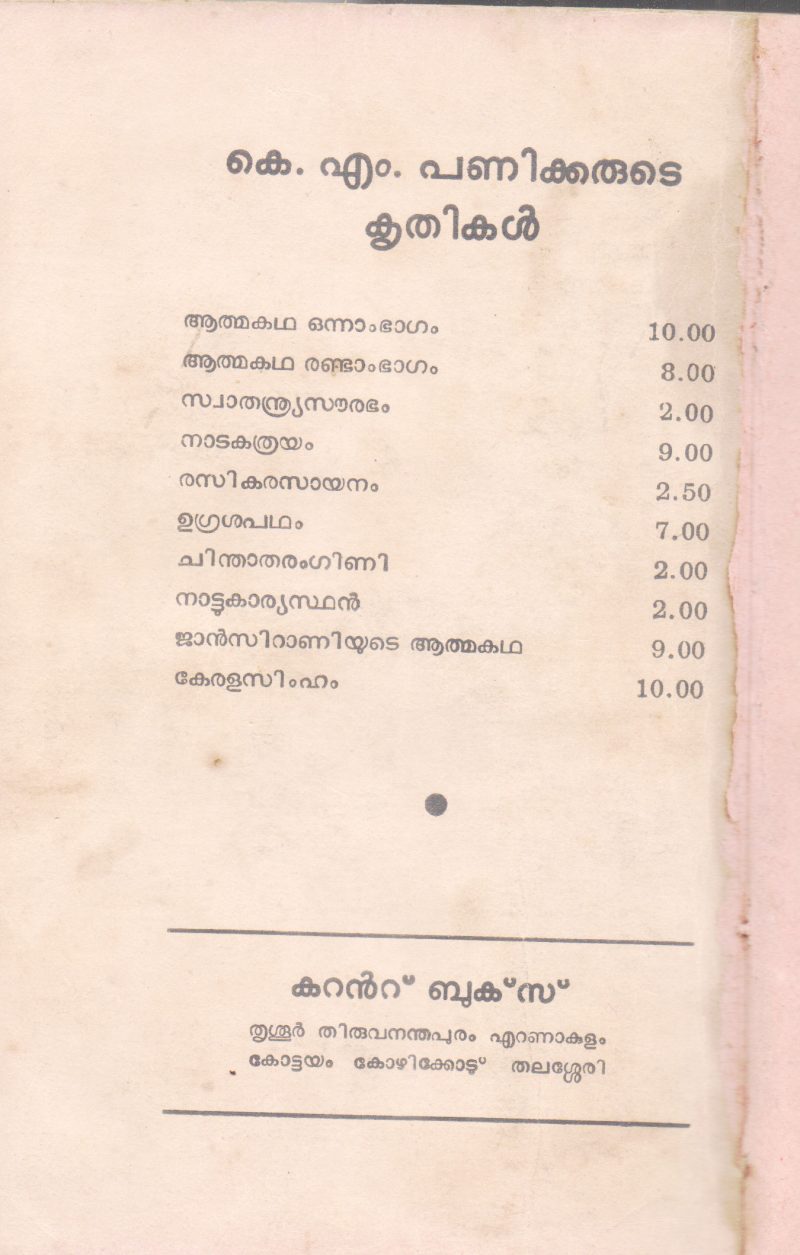 കെ. എം. പണിക്കരുടെ
കൃതികൾ
ആത്മകഥ ഒന്നാംഭാഗം 10.00
ആത്മകഥ രണ്ടാംഭാഗം 8.00
സ്വാതന്ത്ര്യസൗരഭം 2.00
നാടകത്രയം 9.00
രസികരസായനം 2.50
ഉഗ്രശപഥം 7.00
ചിന്താതരംഗിണി 2.00
നാട്ടുകാര്യസ്ഥൻ 2.00
ജാൻസിറാണിയുടെ ആത്മകഥ 9.00
കേരളസിംഹം 10.00
കറൻറ് ബുക്സ്
തൃശൂർ തിരുവനന്തപുരം എറണാകുളം
കോട്ടയം കോഴിക്കോട് തലശ്ശേരി